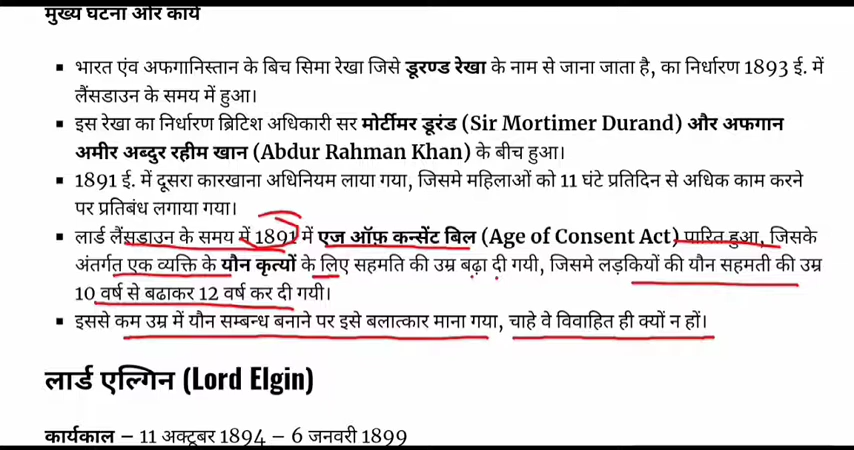 मुख्य घटना और कार्य
▪ भारत एंव अफगानिस्तान के बिच सिमा रेखा जिसे डूरण्ड रेखा के नाम से जाना जाता है, का निर्धारण 1893 ई. में
लैंसडाउन के समय में हुआ।
▪ इस रेखा का निर्धारण ब्रिटिश अधिकारी सर मोर्टीमर डूरंड (Sir Mortimer Durand) और अफगान
अमीर अब्दुर रहीम खान (Abdur Rahman Khan) के बीच हुआ।
▪ 1891 ई. में दूसरा कारखाना अधिनियम लाया गया, जिसमे महिलाओं को 11 घंटे प्रतिदिन से अधिक काम करने
पर प्रतिबंध लगाया गया।
▪ लार्ड लैंसडाउन के समय में 1891 में एज ऑफ़ कन्सेंट बिल (Age of Consent Act) पारित हुआ, जिसके
अंतर्गत एक व्यक्ति के यौन कृत्यों के लिए सहमति की उम्र बढ़ा दी गयी, जिसमे लड़कियों की यौन सहमती की उम्र
10 वर्ष से बढाकर 12 वर्ष कर दी गयी।
▪ इससे कम उम्र में यौन सम्बन्ध बनाने पर इसे बलात्कार माना गया, चाहे वे विवाहित ही क्यों न हों।
लार्ड एल्गिन (Lord Elgin)
कार्यकाल – 11 अक्टूबर 1894 – 6 जनवरी 1899